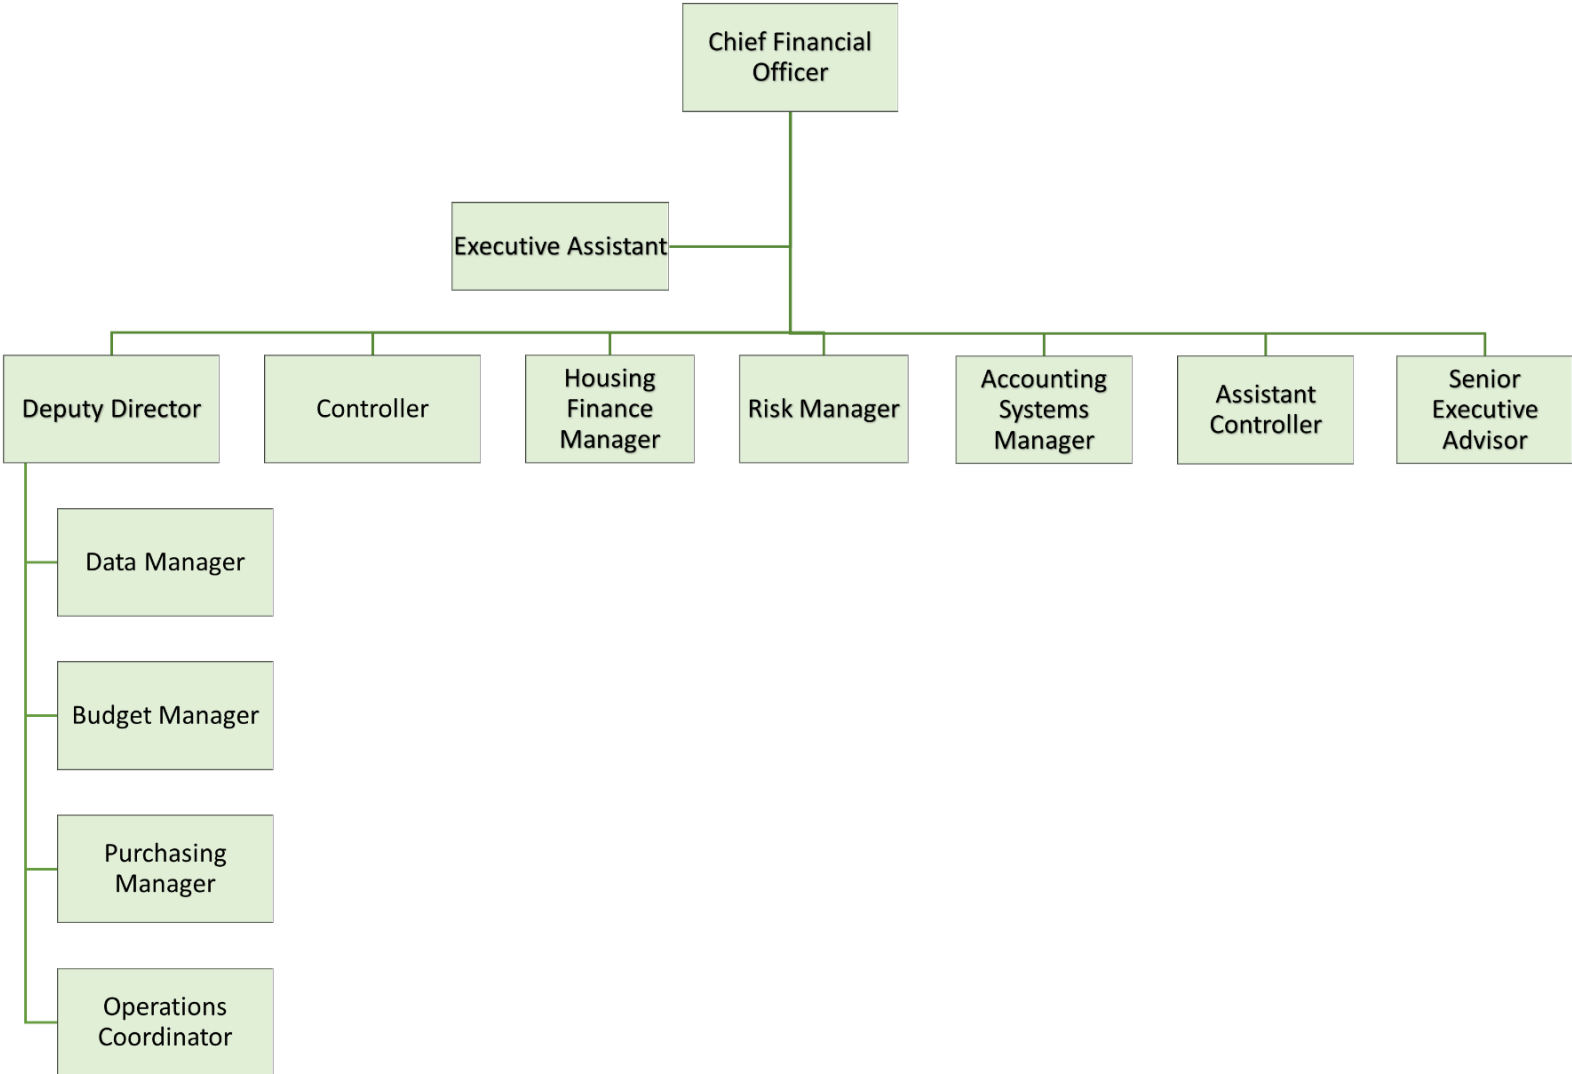 Chief Financial
Officer
Executive Assistant
Deputy Director
Controller
Housing
Finance
Manager
Risk Manager
Accounting
Systems
Manager
Assistant
Controller
Senior
Executive
Advisor
Data Manager
Budget Manager
Purchasing
Manager
Operations
Coordinator